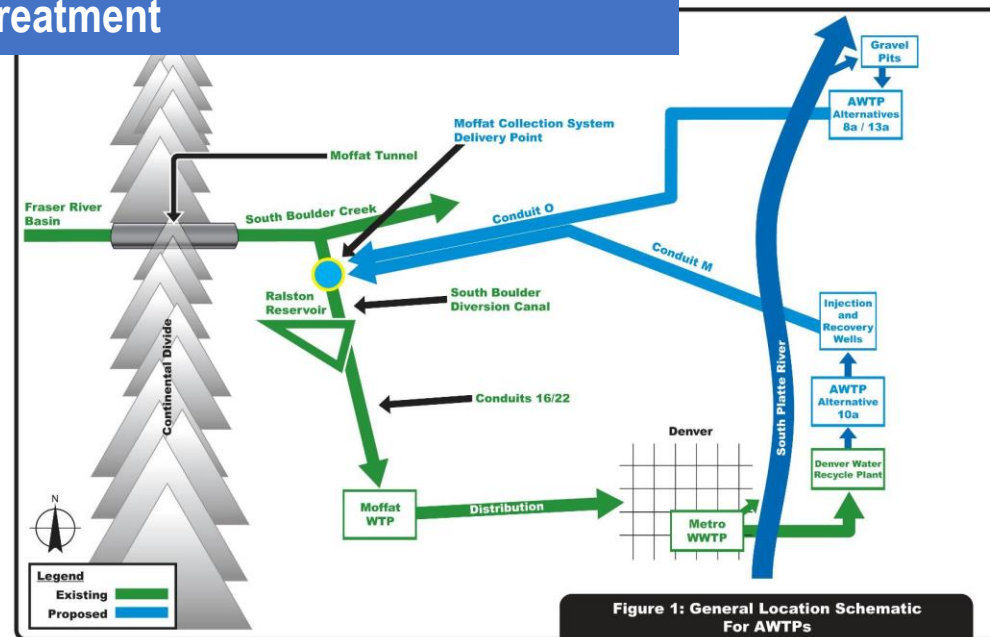 reatment
Gravel
Pits
AWTP
Alternatives
8a / 13a
Moffat Collection System
Delivery Point
Moffat Tunnel
Fraser River
Basin
South Boulder Creek
Conduit O
Conduit M
Ralston
Reservoir
South Boulder
Diversion Canal
Injection
and
Recovery
Wells
Continental Divide
South Platte River
Conduits 16/22
AWTP
Alternative
10a
Denver
Denver Water
Recycle Plant
N
Moffat
WTP
Distribution
Metro
WWTP
Legend
Existing
Proposed
Figure 1: General Location Schematic
For AWTPs